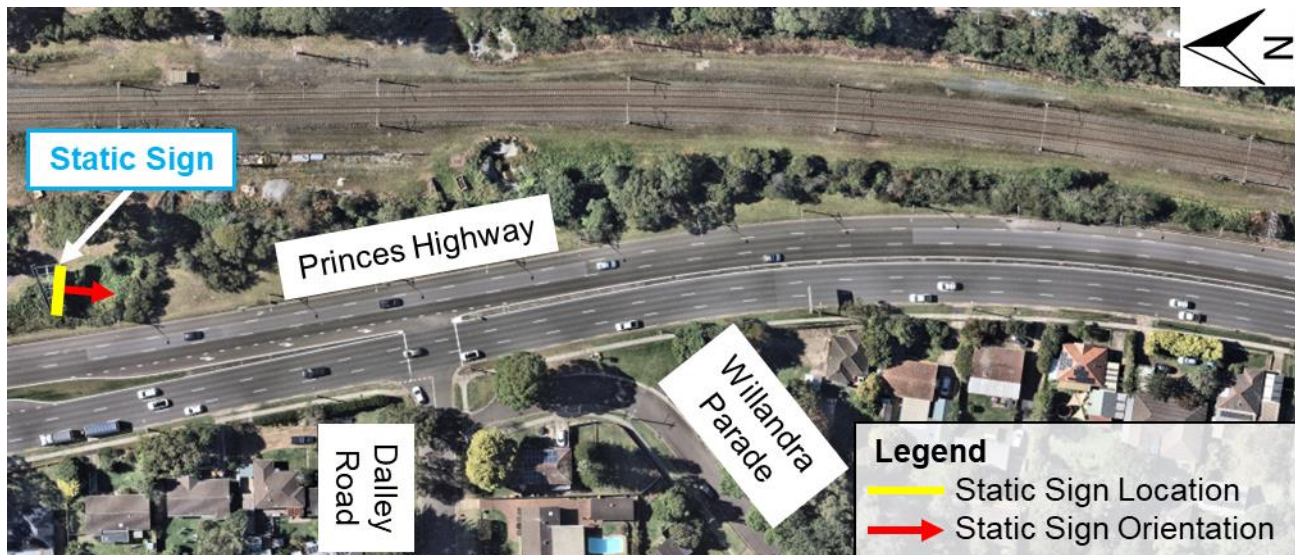 N
Static Sign
Princes Highway
Willandra
Parade
Dalley
Road
Legend
Static Sign Location
Static Sign Orientation